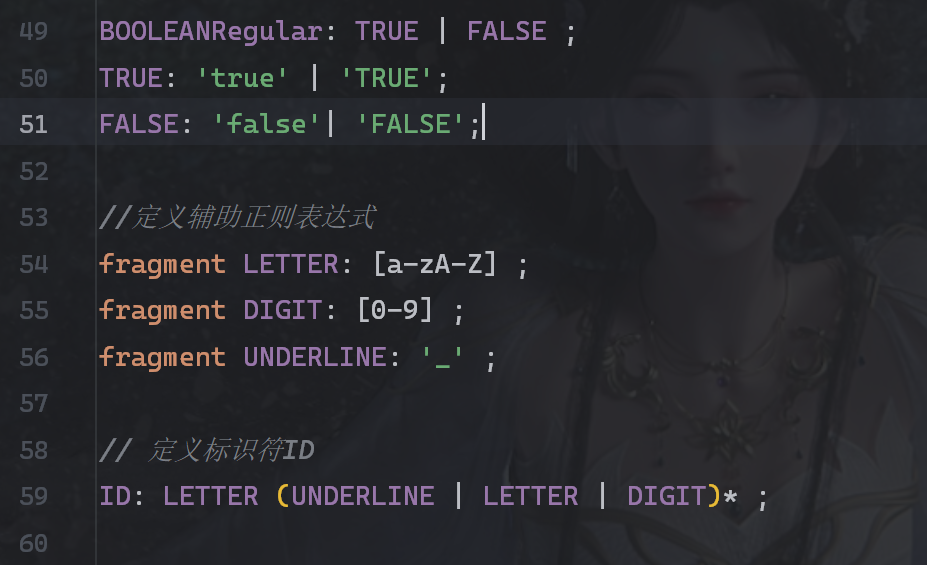 49 BOOLEANRegular: TRUE | FALSE ;
50 TRUE: 'true' | 'TRUE';
51 FALSE: 'false'| 'FALSE';
52
53 //定义辅助正则表达式
54 fragment LETTER: [a-zA-Z] ;
55 fragment DIGIT: [0-9] ;
56 fragment UNDERLINE: '_' ;
57
58 // 定义标识符ID
59 ID: LETTER (UNDERLINE | LETTER | DIGIT)* ;
60